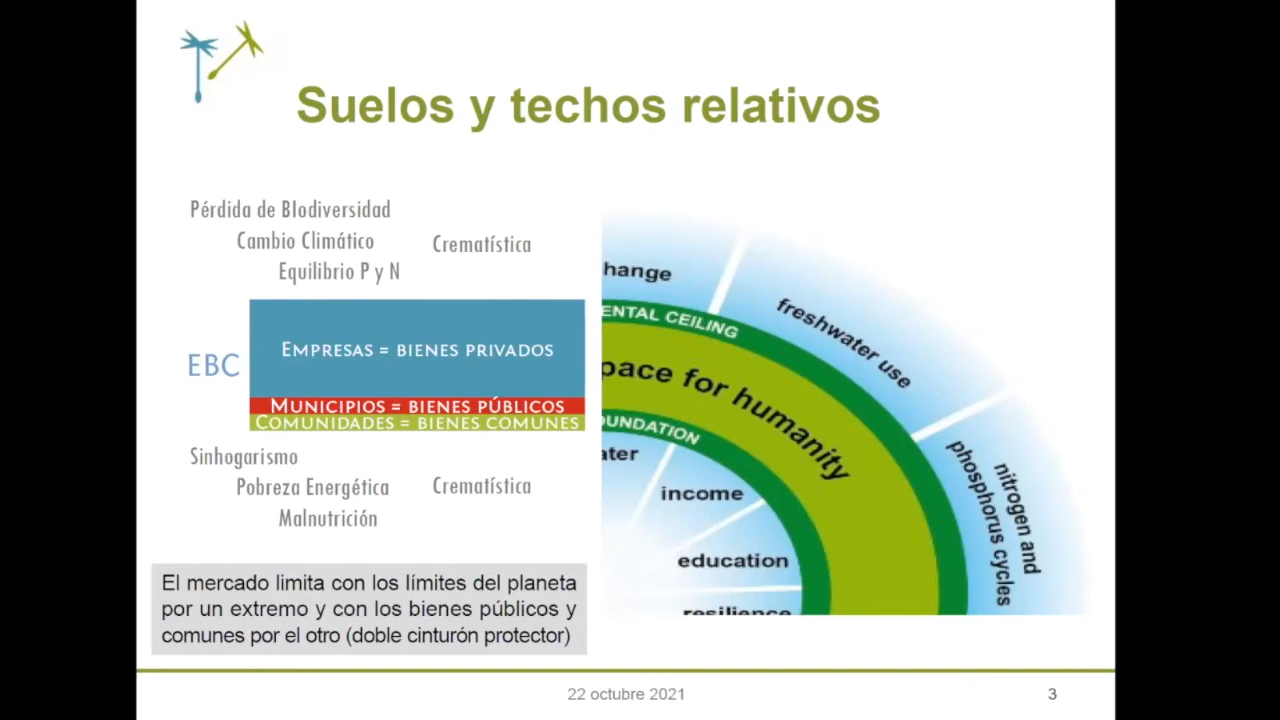 Suelos y techos relativos
Pérdida de BIodiversidad
Cambio Climático
Crematística
Equilibrio P y N
EBC
EMPRESAS = BIENES PRIVADOS
MUNICIPIOS = BIENES PÚBLICOS
COMUNIDADES = BIENES COMUNES
Sinhogarismo
Pobreza Energética
Crematística
Malnutrición
El mercado limita con los límites del planeta
por un extremo y con los bienes públicos y
comunes por el otro (doble cinturón protector)
hange
freshwater use
nitrogen and
phosphorus cycles
ENTAL CEILING
pace for humanity
OUNDATION
ater
income
education
resilience
22 octubre 2021
3